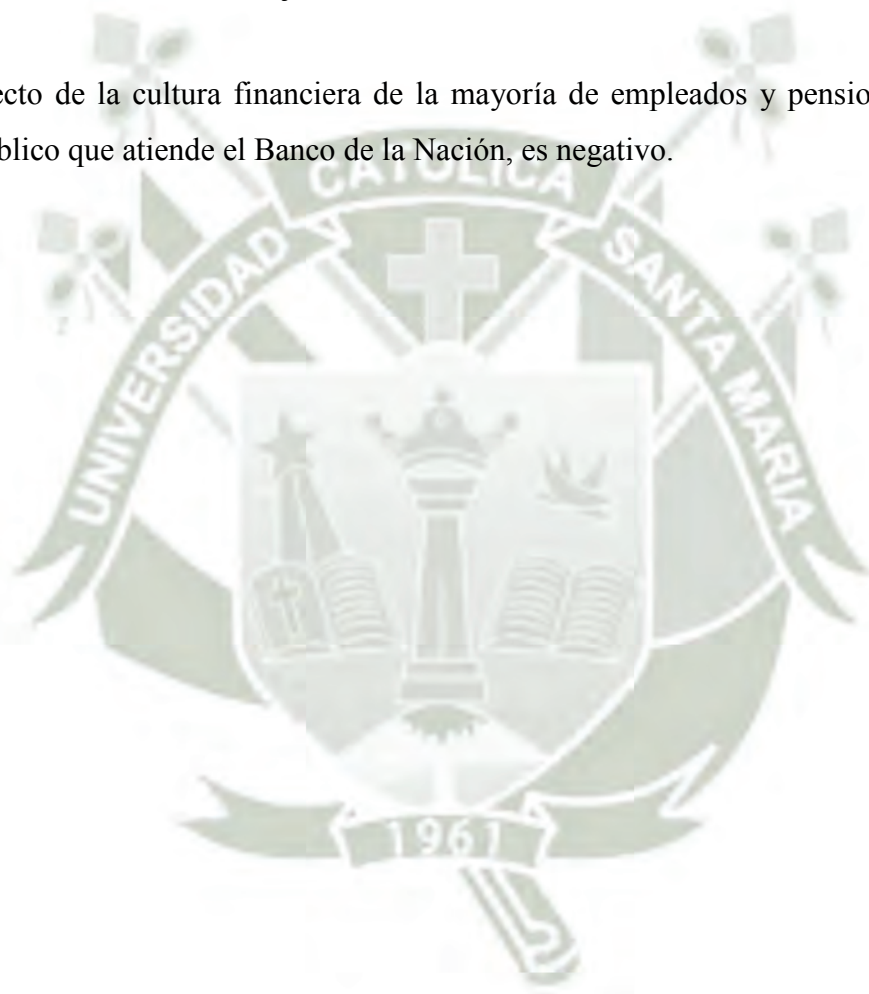 ecto de la cultura financiera de la mayoría de empleados y pensio
blico que atiende el Banco de la Nación, es negativo.
UNIVERSIDAD CATOLICA SANTA MARIA
1961